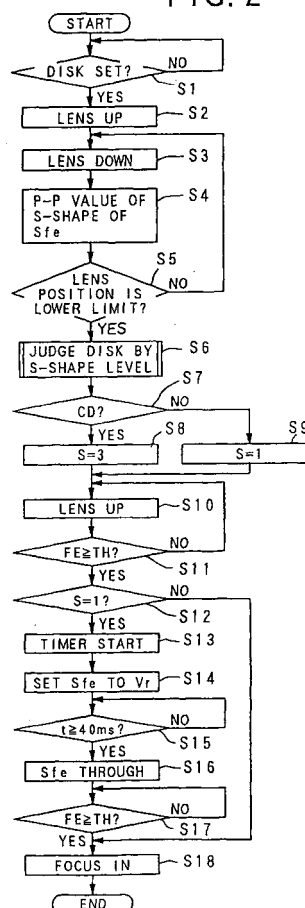 FIG. 2
START
DISK SET?
NO
S1
YES
LENS UP
S2
LENS DOWN
S3
P-P VALUE OF
S-SHAPE OF
Sfe
S4
S5
LENS
POSITION IS
LOWER LIMIT?
NO
YES
JUDGE DISK BY
S-SHAPE LEVEL
S6
S7
CD?
NO
YES
S8
S9
S=3
S=1
LENS UP
S10
FE≧TH?
NO
S11
YES
S=1?
NO
S12
YES
TIMER START
S13
SET Sfe TO Vr
S14
t≧40ms?
NO
S15
YES
Sfe THROUGH
S16
FE≧TH?
NO
S17
YES
FOCUS IN
S18
END